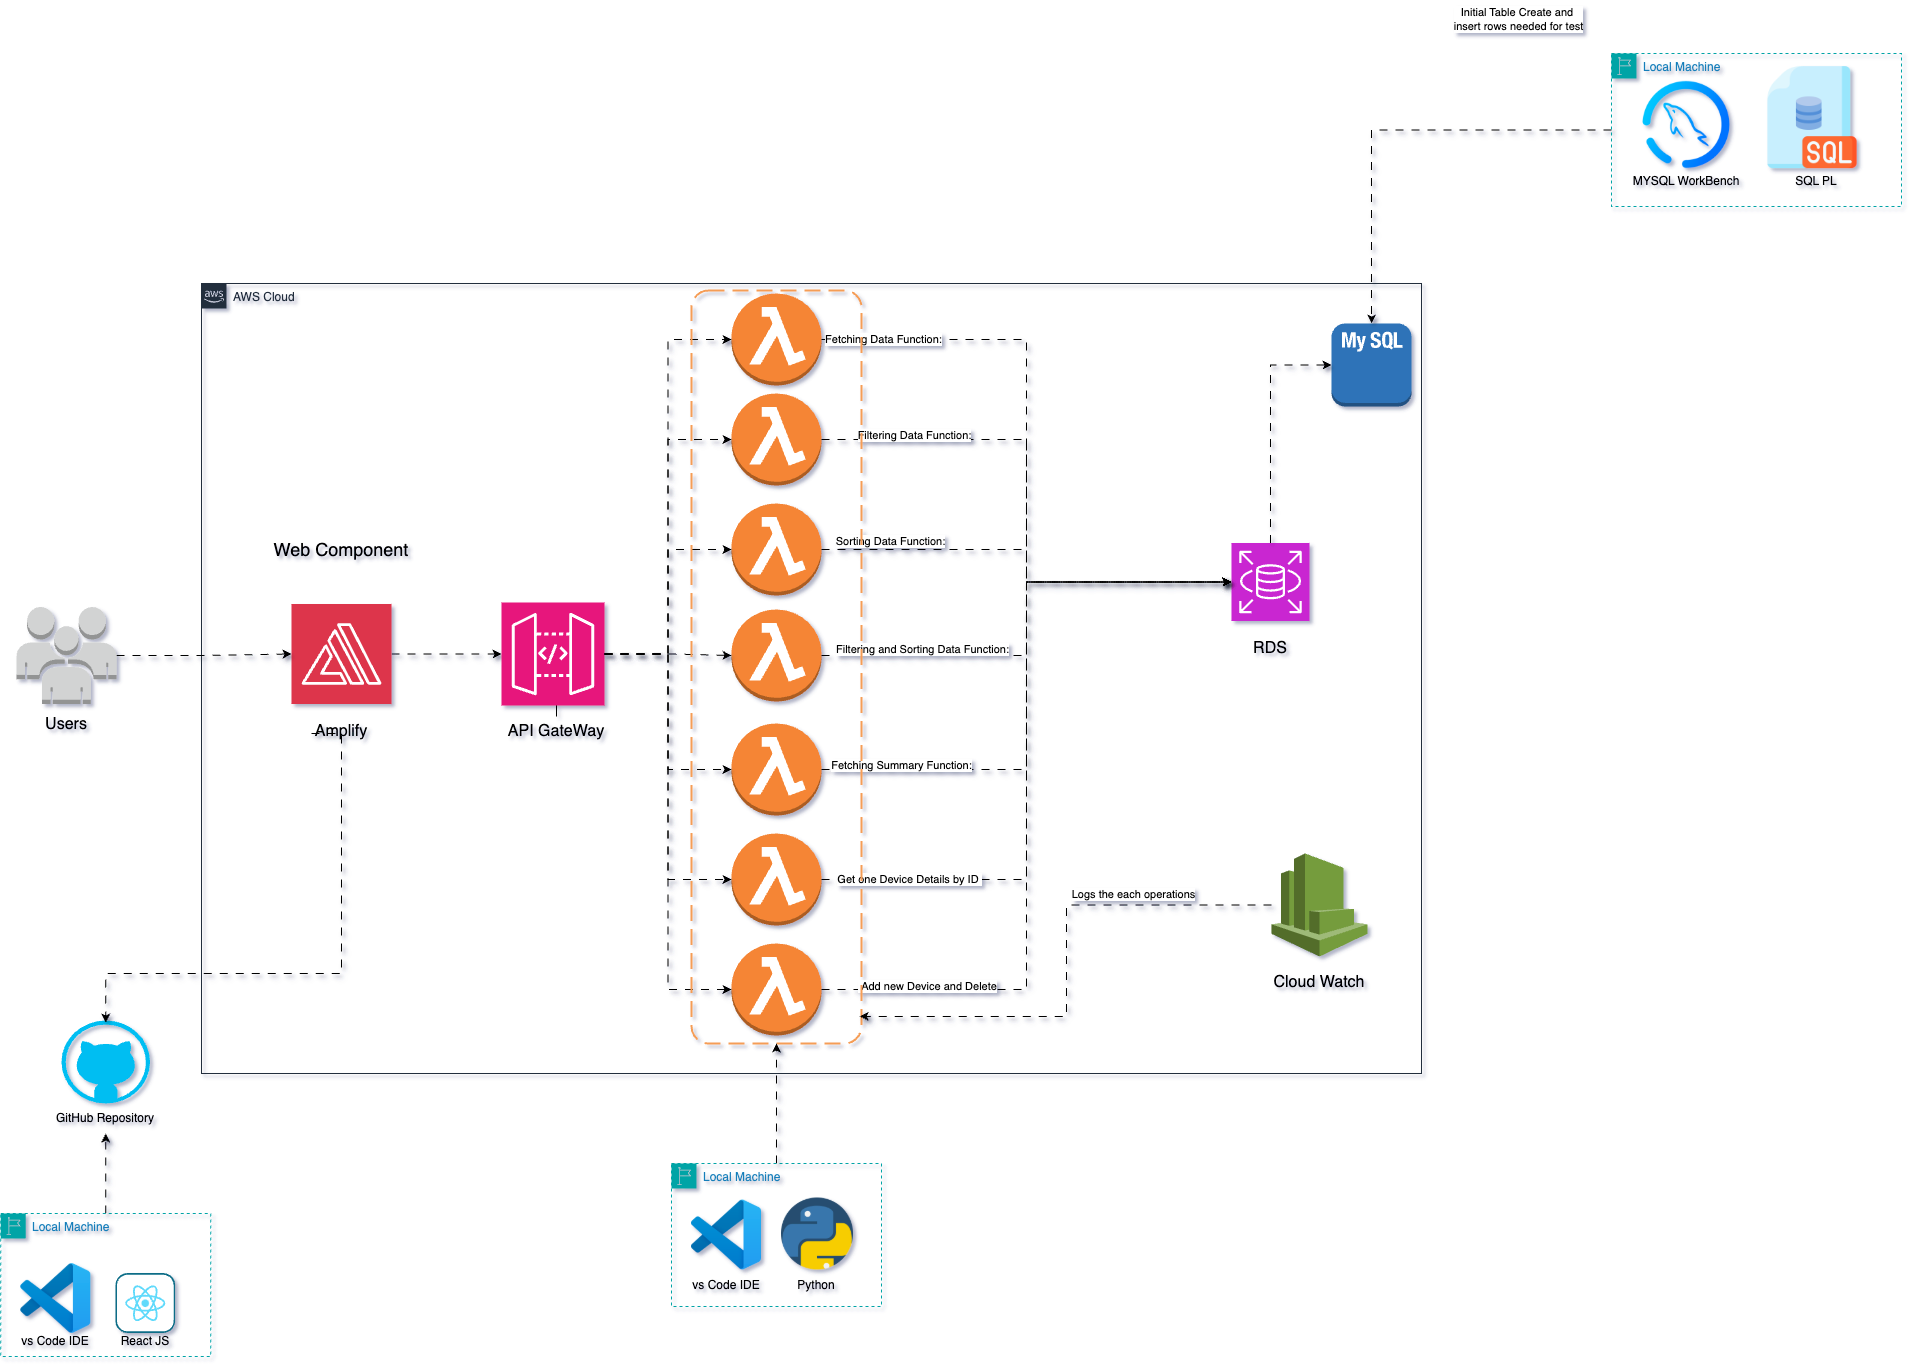 Initial Table Create and
insert rows needed for test
Local Machine
SQL
MYSQL WorkBench
SQL PL
aws
AWS Cloud
My SQL
Fetching Data Function:
Filtering Data Function:
Sorting Data Function:
Web Component
Filtering and Sorting Data Function:
RDS
Users
Amplify
API GateWay
Fetching Summary Function:
Get one Device Details by ID
Logs the each operations
Add new Device and Delete
Cloud Watch
GitHub Repository
Local Machine
vs Code IDE
Python
Local Machine
vs Code IDE
React JS